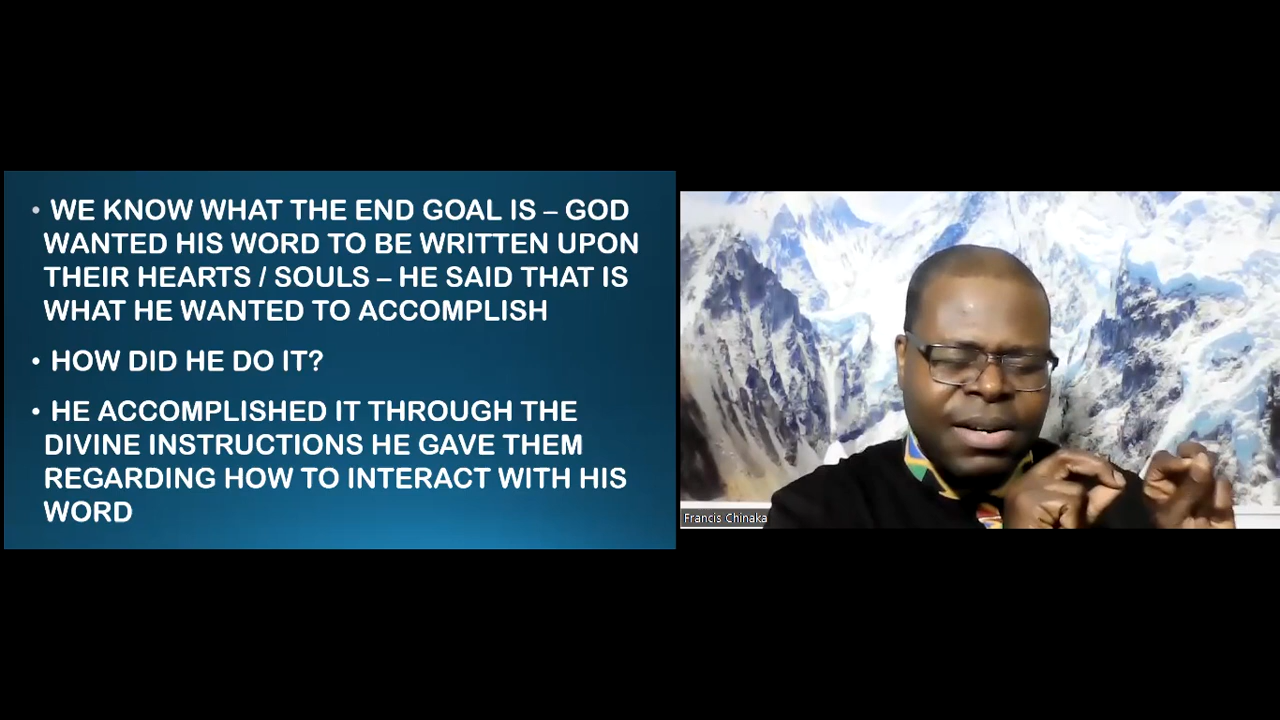 • WE KNOW WHAT THE END GOAL IS – GOD
WANTED HIS WORD TO BE WRITTEN UPON
THEIR HEARTS / SOULS – HE SAID THAT IS
WHAT HE WANTED TO ACCOMPLISH
• HOW DID HE DO IT?
• HE ACCOMPLISHED IT THROUGH THE
DIVINE INSTRUCTIONS HE GAVE THEM
REGARDING HOW TO INTERACT WITH HIS
WORD
Francis Chinaka